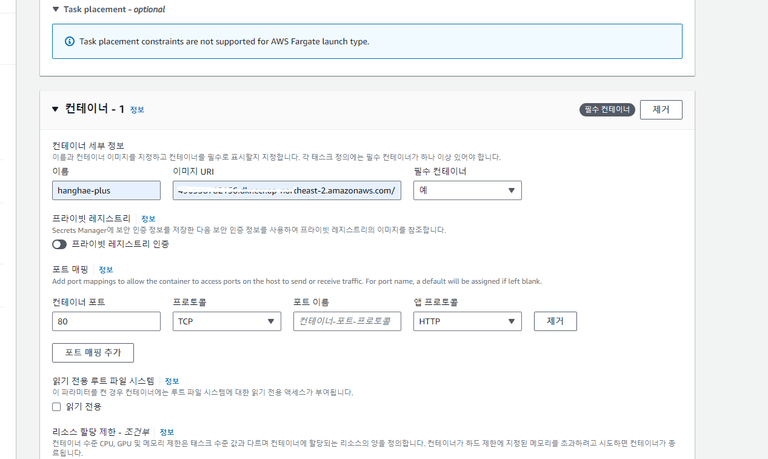 ▼ Task placement - optional
Task placement constraints are not supported for AWS Fargate launch type.
▼ 컨테이너 - 1 정보 필수 컨테이너 제거
컨테이너 세부 정보
이름과 컨테이너 이미지를 지정하고 컨테이너를 필수로 표시할지 지정합니다. 각 태스크 정의에는 필수 컨테이너가 하나 이상 있어야 합니다.
이름 이미지 URI 필수 컨테이너
hanghae-plus cheast-2.amazonaws.com/ 예
프라이빗 레지스트리 정보
Secrets Manager에 보안 인증 정보를 저장한 다음 보안 인증 정보를 사용하여 프라이빗 레지스트리의 이미지를 참조합니다.
프라이빗 레지스트리 인증
포트 매핑 정보
Add port mappings to allow the container to access ports on the host to send or receive traffic. For port name, a default will be assigned if left blank.
컨테이너 포트 프로토콜 포트 이름 앱 프로토콜
80 TCP 컨테이너-포트-프로토콜 HTTP 제거
포트 매핑 추가
읽기 전용 루트 파일 시스템 정보
이 파라미터를 켠 경우 컨테이너에는 루트 파일 시스템에 대한 읽기 전용 액세스가 부여됩니다.
읽기 전용
리소스 할당 제한 - 조건부 정보
컨테이너 수준 CPU, GPU 및 메모리 제한은 태스크 수준 값과 다르며 컨테이너에 할당되는 리소스의 양을 정의합니다. 컨테이너가 하드 제한에 지정된 메모리를 초과하려고 시도하면 컨테이너가 종
료됩니다.